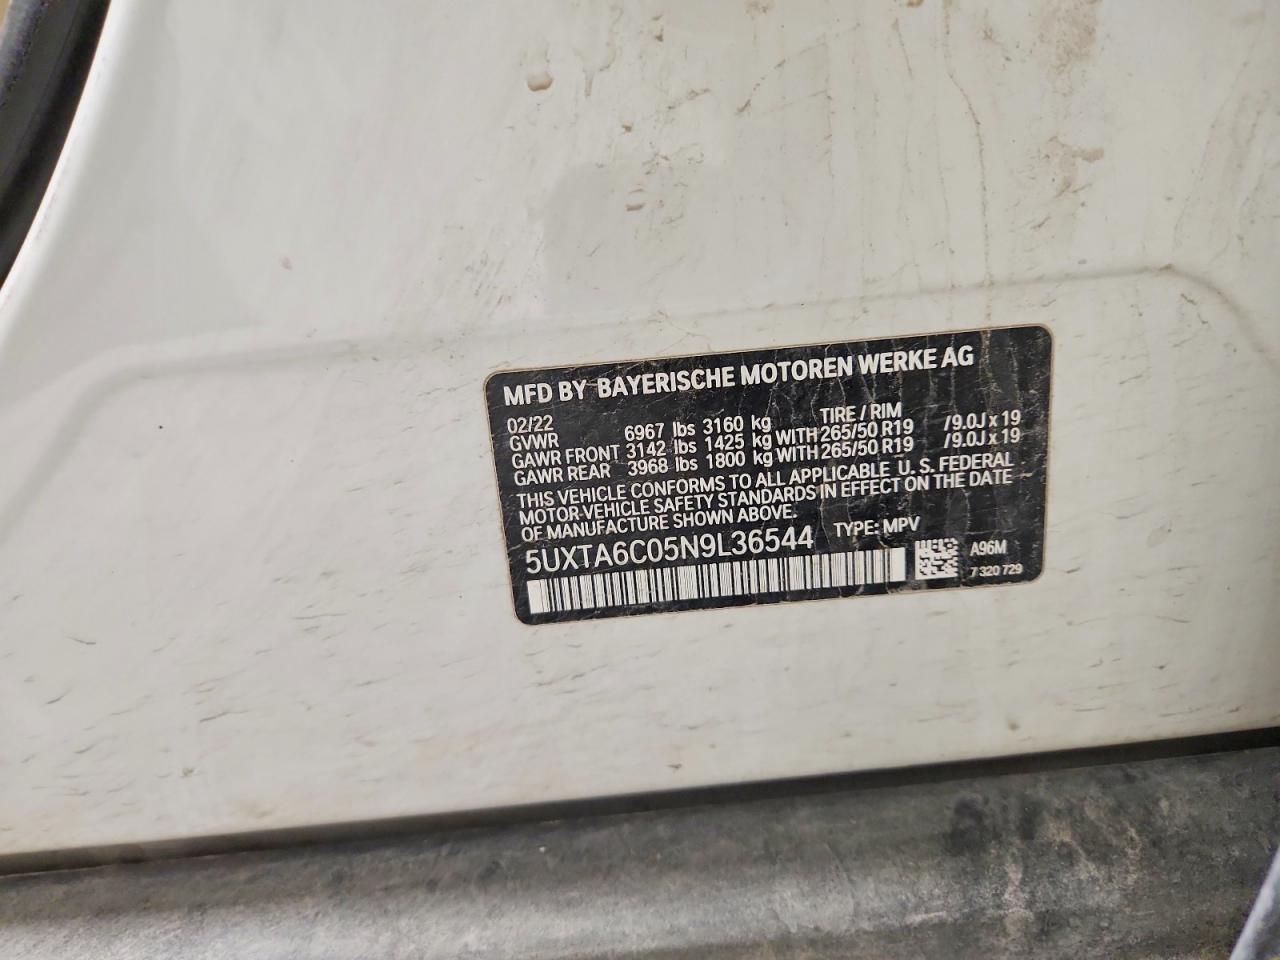 MFD BY BAYERISCHE MOTOREN WERKE AG
02/22 TIRE / RIM
GVWR 6967 lbs 3160 kg
GAWR FRONT 3142 lbs 1425 kg WITH 265/50 R19 /9.0J x 19
GAWR REAR 3968 lbs 1800 kg WITH 265/50 R19 /9.0J x 19
THIS VEHICLE CONFORMS TO ALL APPLICABLE U. S. FEDERAL
MOTOR-VEHICLE SAFETY STANDARDS IN EFFECT ON THE DATE
OF MANUFACTURE SHOWN ABOVE.
5UXTA6C05N9L36544 TYPE: MPV
A96M
7 320 729